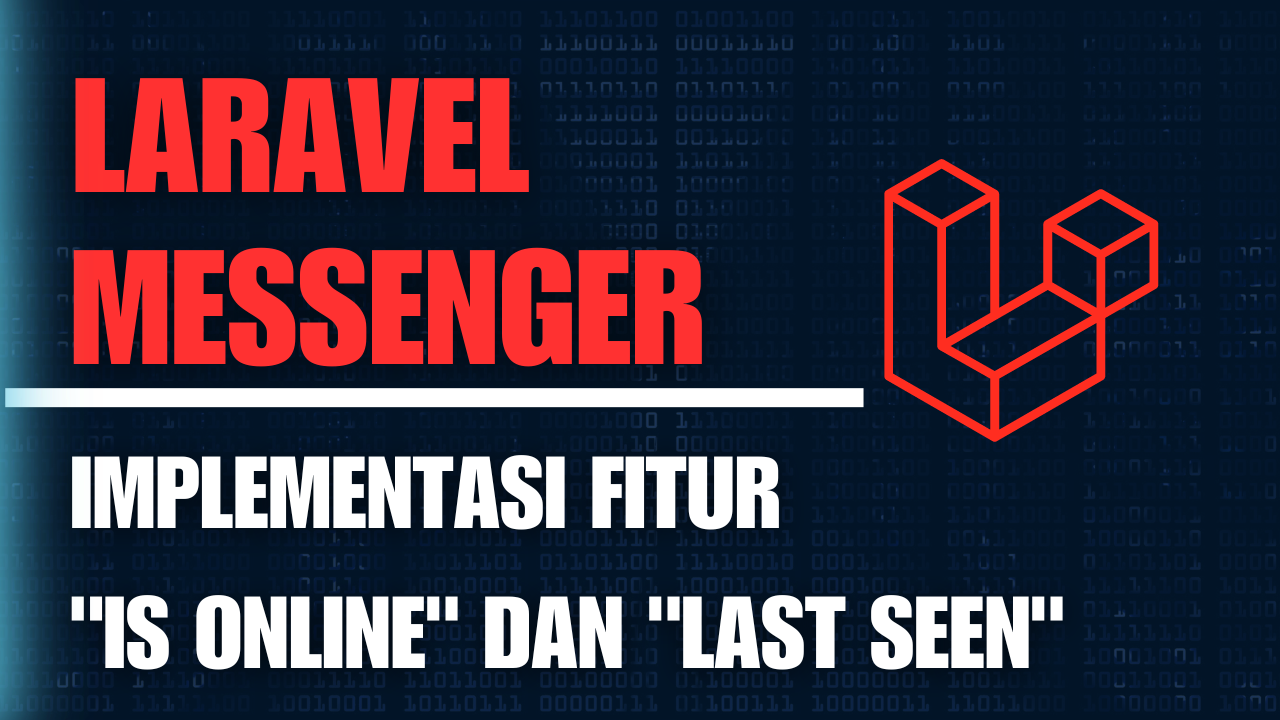 LARAVEL
MESSENGER
IMPLEMENTASI FITUR
"IS ONLINE" DAN "LAST SEEN"